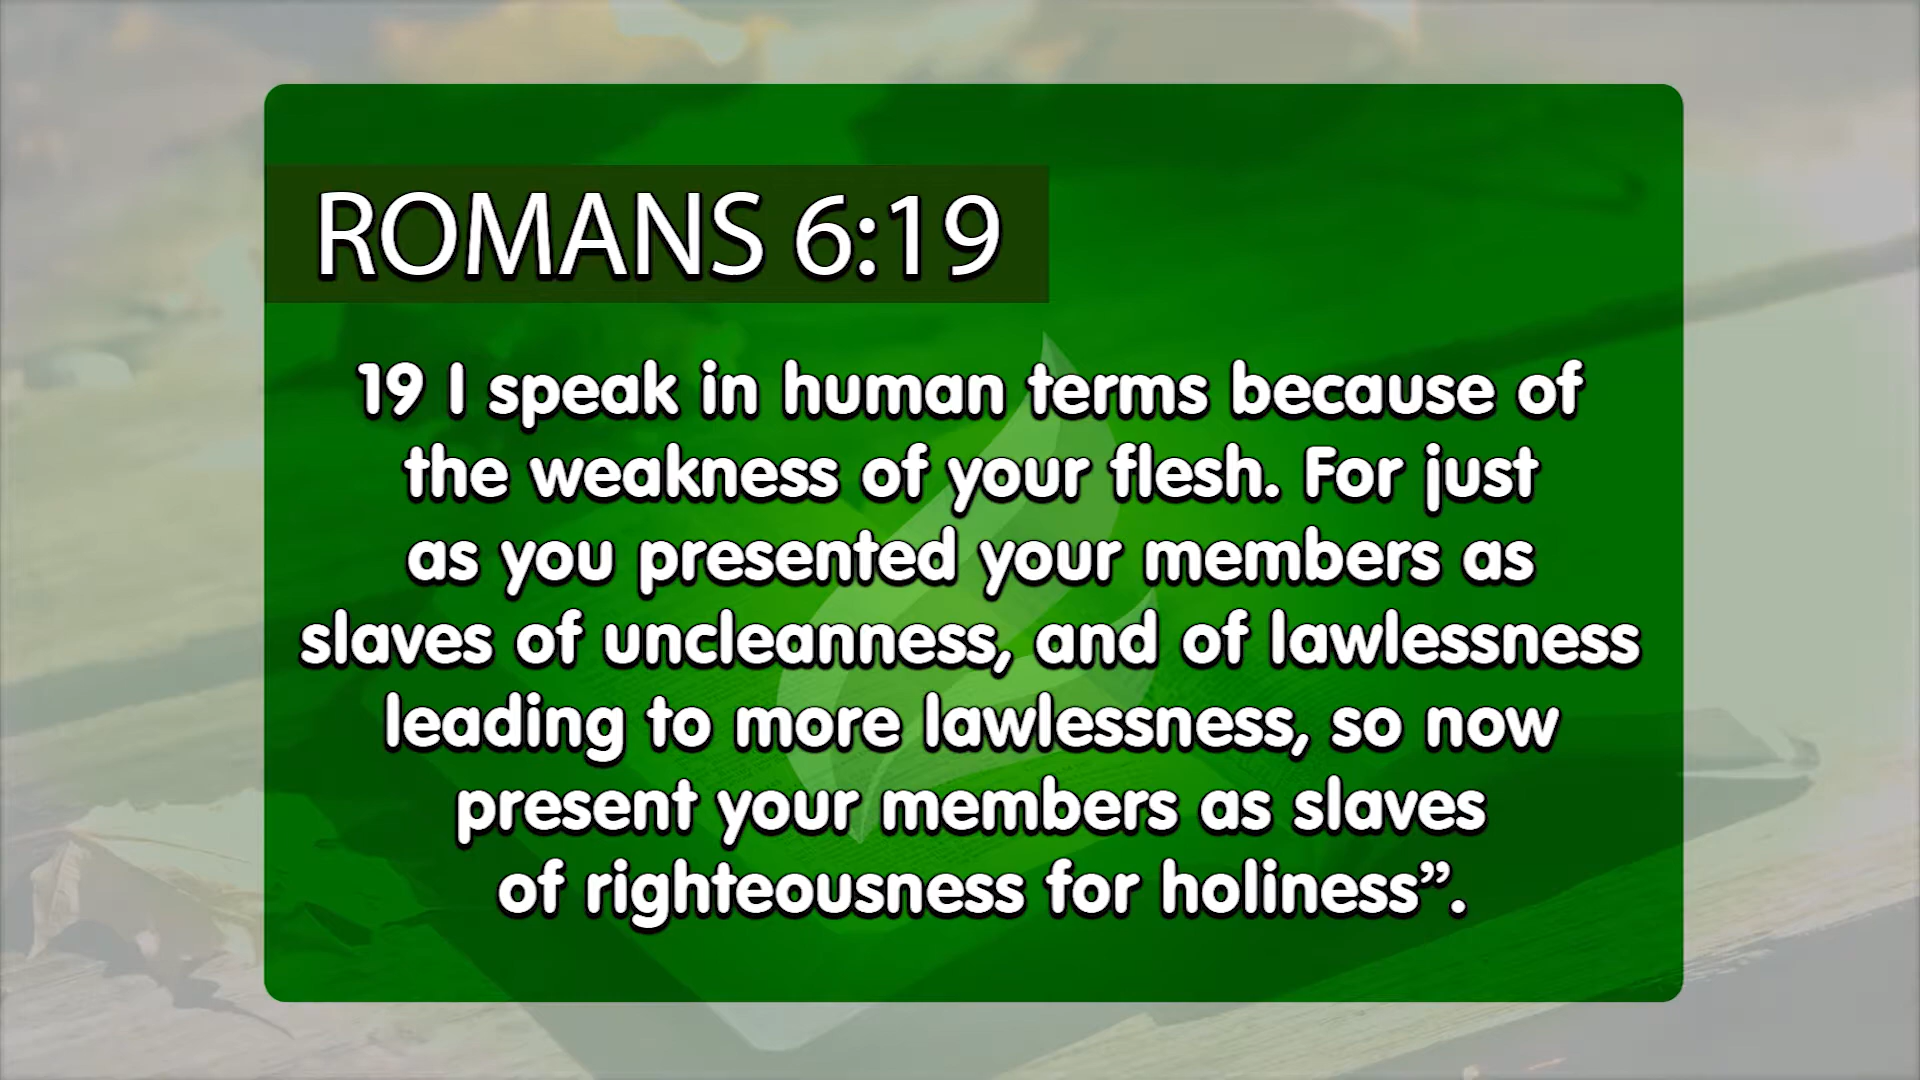 ROMANS 6:19
19 I speak in human terms because of
the weakness of your flesh. For just
as you presented your members as
slaves of uncleanness, and of lawlessness
leading to more lawlessness, so now
present your members as slaves
of righteousness for holiness”.